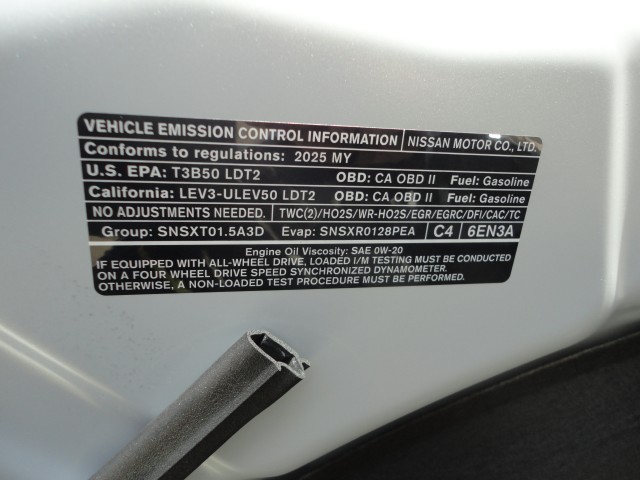 VEHICLE EMISSION CONTROL INFORMATION NISSAN MOTOR CO., LTD.
Conforms to regulations: 2025 MY
U.S. EPA: T3B50 LDT2 OBD: CA OBD II Fuel: Gasoline
California: LEV3-ULEV50 LDT2 OBD: CA OBD II Fuel: Gasoline
NO ADJUSTMENTS NEEDED. TWC(2)/HO2S/WR-HO2S/EGR/EGRC/DFI/CAC/TC
Group: SNSXT01.5A3D Evap: SNSXR0128PEA C4 6EN3A
Engine Oil Viscosity: SAE 0W-20
IF EQUIPPED WITH ALL-WHEEL DRIVE, LOADED I/M TESTING MUST BE CONDUCTED
ON A FOUR WHEEL DRIVE SPEED SYNCHRONIZED DYNAMOMETER.
OTHERWISE, A NON-LOADED TEST PROCEDURE MUST BE PERFORMED.